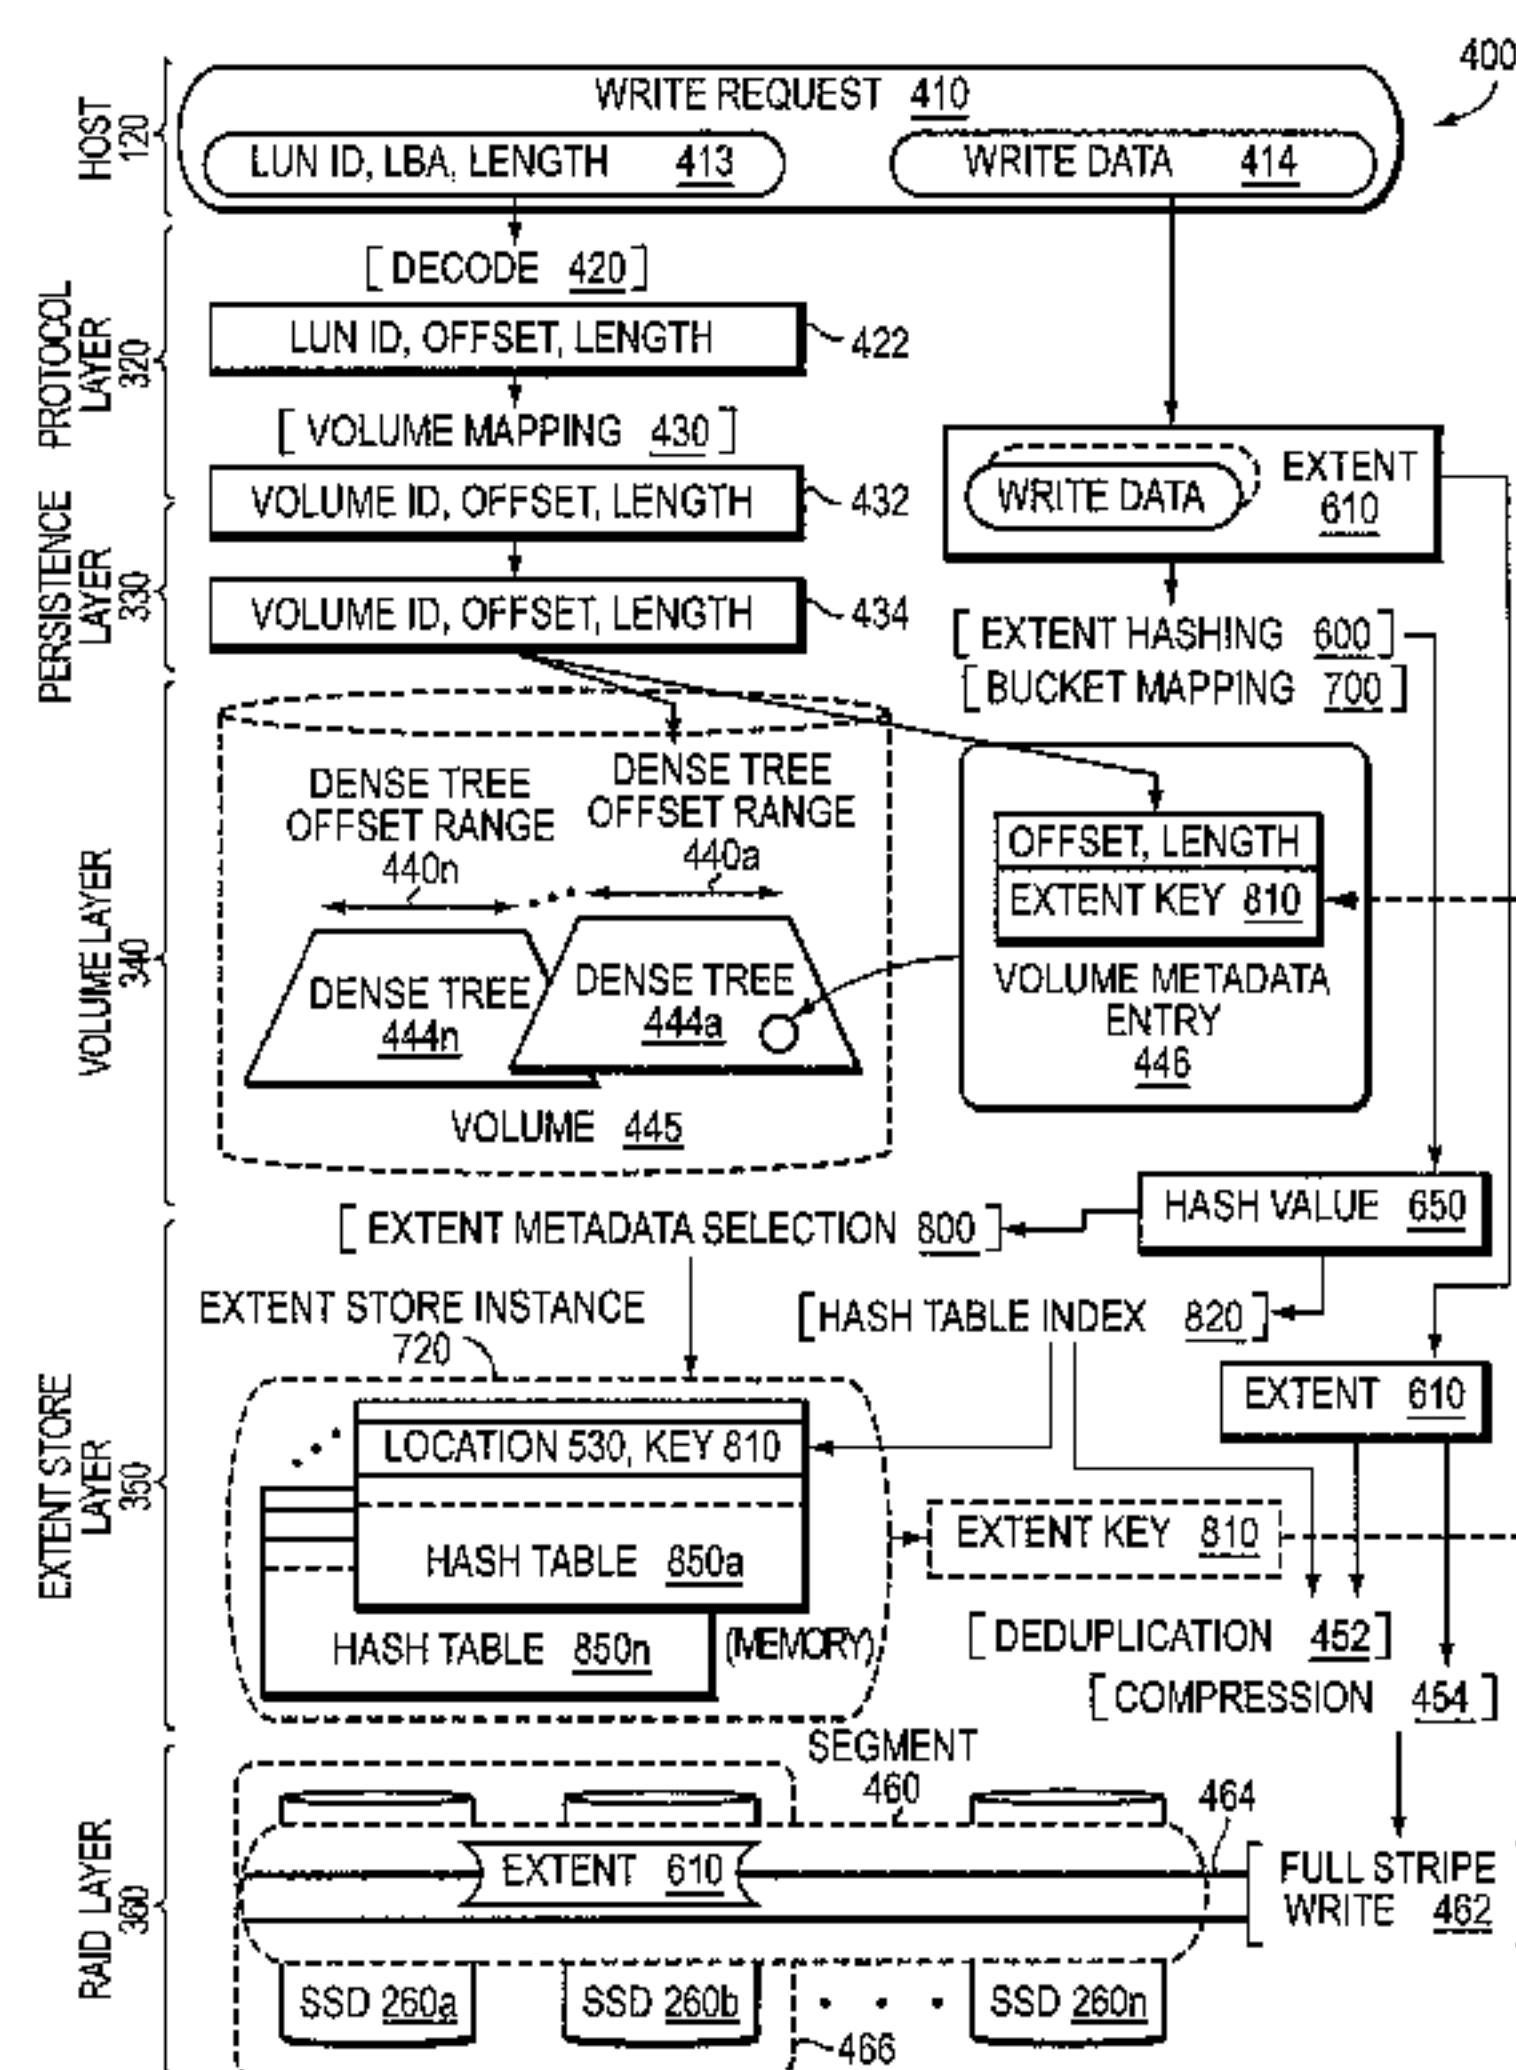 400
HOST
120
WRITE REQUEST 410
LUN ID, LBA, LENGTH 413
WRITE DATA 414
PROTOCOL
LAYER
320
[DECODE 420]
LUN ID, OFFSET, LENGTH
422
[VOLUME MAPPING 430]
VOLUME ID, OFFSET, LENGTH
432
WRITE DATA
EXTENT
610
PERSISTENCE
LAYER
330
VOLUME ID, OFFSET, LENGTH
434
[EXTENT HASHING 600]
[BUCKET MAPPING 700]
VOLUME LAYER
340
DENSE TREE
OFFSET RANGE
440n
DENSE TREE
OFFSET RANGE
440a
DENSE TREE
444n
DENSE TREE
444a
VOLUME 445
OFFSET, LENGTH
EXTENT KEY 810
VOLUME METADATA
ENTRY
446
HASH VALUE 650
EXTENT STORE
LAYER
350
[EXTENT METADATA SELECTION 800]
EXTENT STORE INSTANCE
720
[HASH TABLE INDEX 820]
EXTENT 610
LOCATION 530, KEY 810
HASH TABLE 850a
HASH TABLE 850n
(MEMORY)
EXTENT KEY 810
[DEDUPLICATION 452]
[COMPRESSION 454]
RAID LAYER
360
SEGMENT
460
464
EXTENT 610
[FULL STRIPE
WRITE 462
SSD 260a
SSD 260b
SSD 260n
466